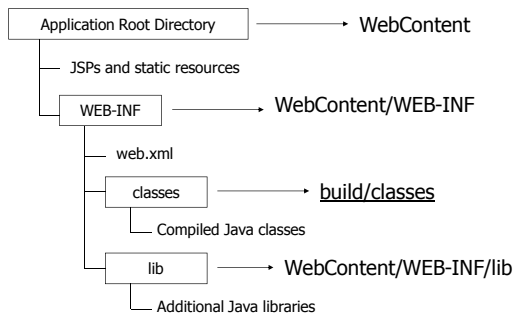 Application Root Directory
WebContent
JSPs and static resources
WEB-INF
WebContent/WEB-INF
web.xml
classes
build/classes
Compiled Java classes
lib
WebContent/WEB-INF/lib
Additional Java libraries